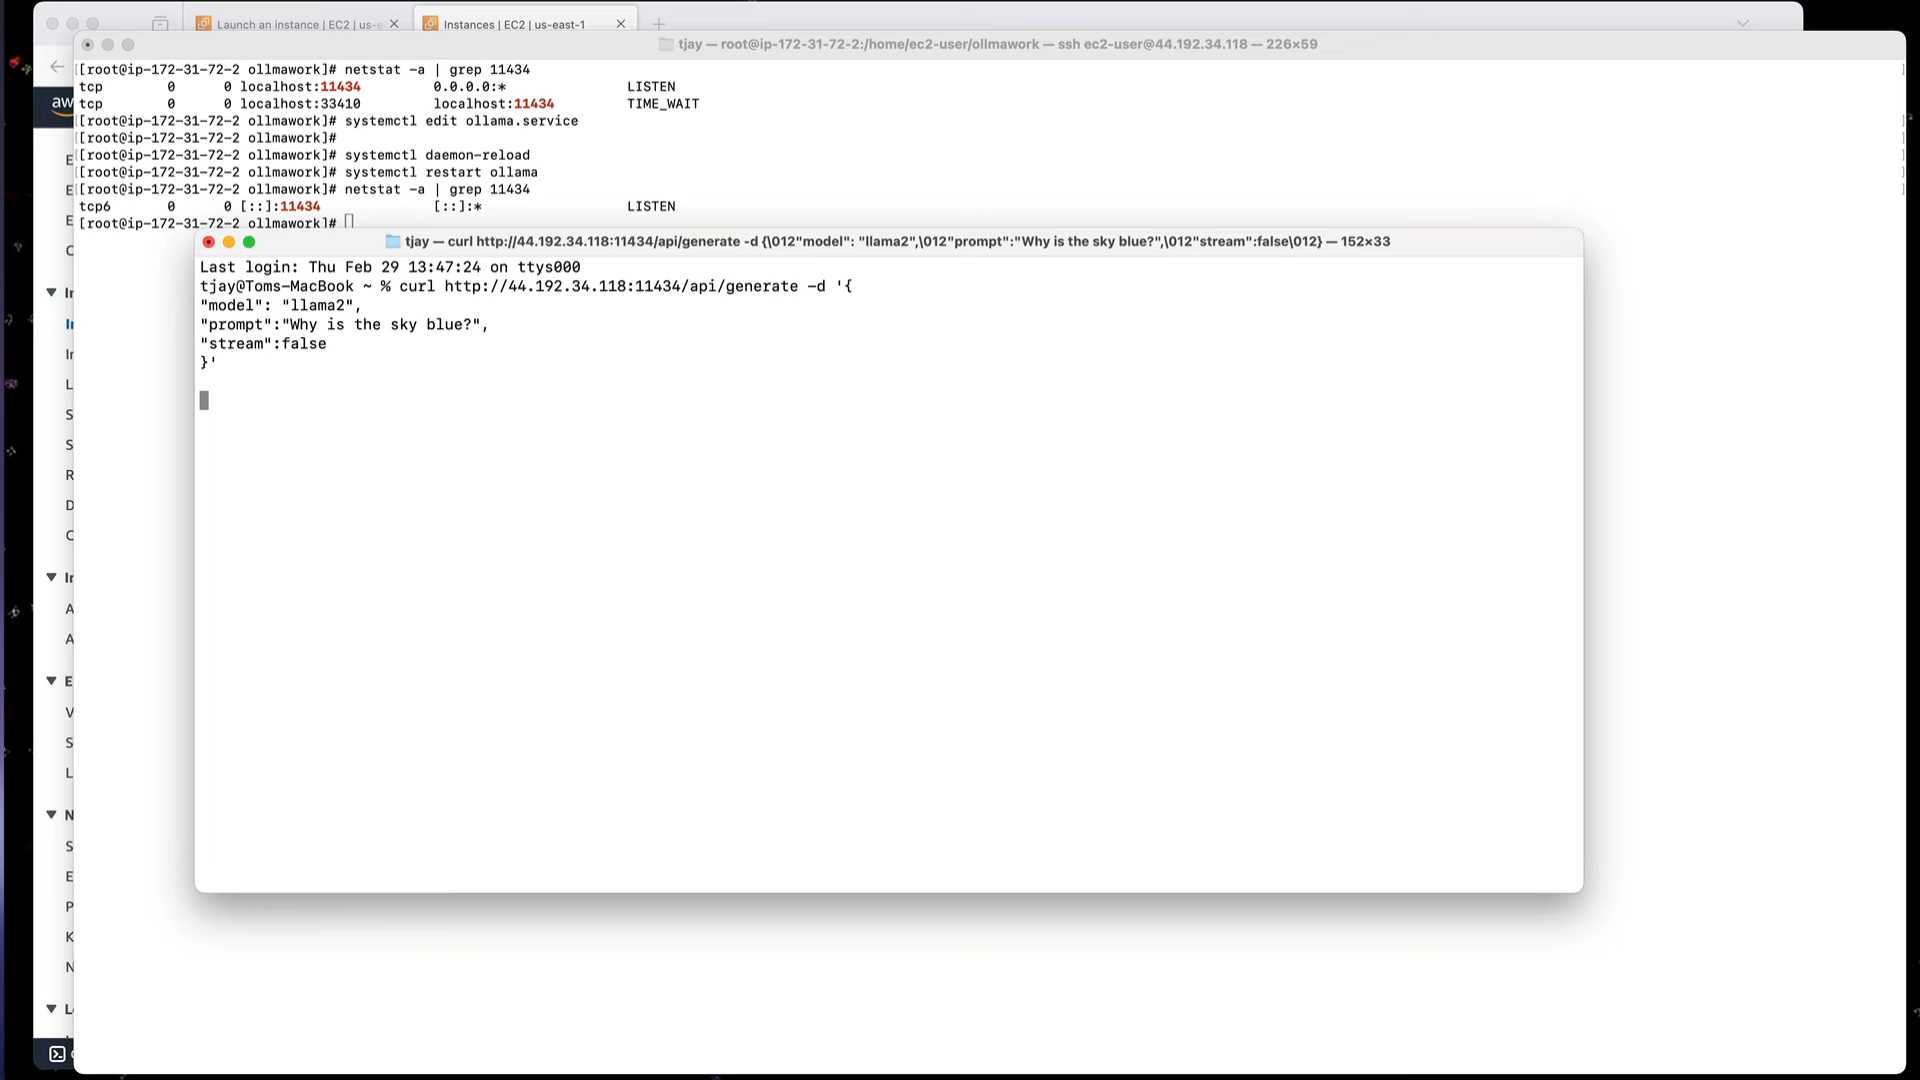 Launch an instance | EC2 | us-e
Instances | EC2 | us-east-1
tjay — root@ip-172-31-72-2:/home/ec2-user/ollmawork — ssh ec2-user@44.192.34.118 — 226×59
[root@ip-172-31-72-2 ollmawork]# netstat -a | grep 11434
tcp 0 0 localhost:11434 0.0.0.0:* LISTEN
tcp 0 0 localhost:33410 localhost:11434 TIME_WAIT
[root@ip-172-31-72-2 ollmawork]# systemctl edit ollama.service
[root@ip-172-31-72-2 ollmawork]#
[root@ip-172-31-72-2 ollmawork]# systemctl daemon-reload
[root@ip-172-31-72-2 ollmawork]# systemctl restart ollama
[root@ip-172-31-72-2 ollmawork]# netstat -a | grep 11434
tcp6 0 0 [::]:11434 [::]:* LISTEN
[root@ip-172-31-72-2 ollmawork]#
tjay — curl http://44.192.34.118:11434/api/generate -d {\012"model": "llama2",\012"prompt":"Why is the sky blue?",\012"stream":false\012} — 152×33
Last login: Thu Feb 29 13:47:24 on ttys000
tjay@Toms-MacBook ~ % curl http://44.192.34.118:11434/api/generate -d '{
"model": "llama2",
"prompt":"Why is the sky blue?",
"stream":false
}'